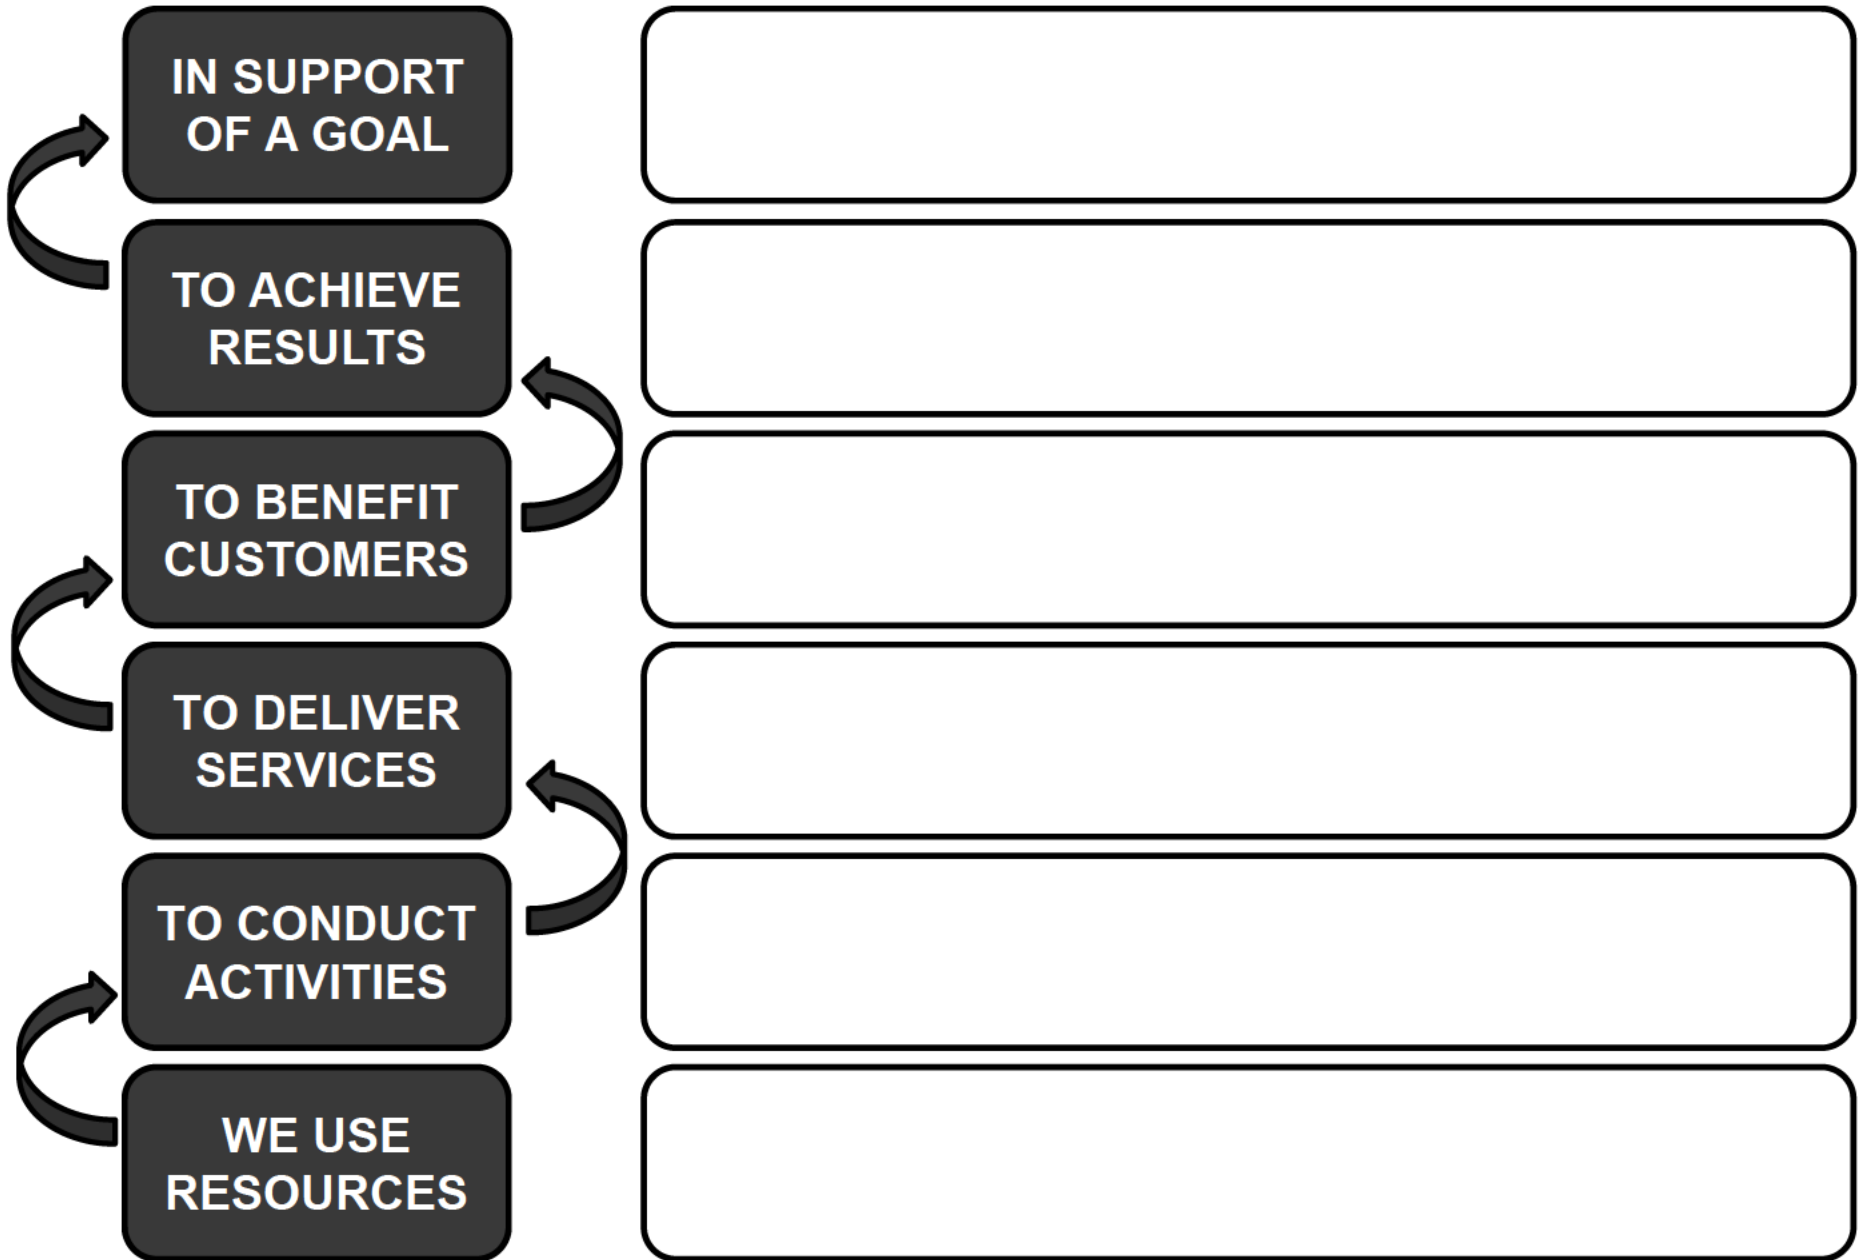 IN SUPPORT
OF A GOAL
TO ACHIEVE
RESULTS
TO BENEFIT
CUSTOMERS
TO DELIVER
SERVICES
TO CONDUCT
ACTIVITIES
WE USE
RESOURCES